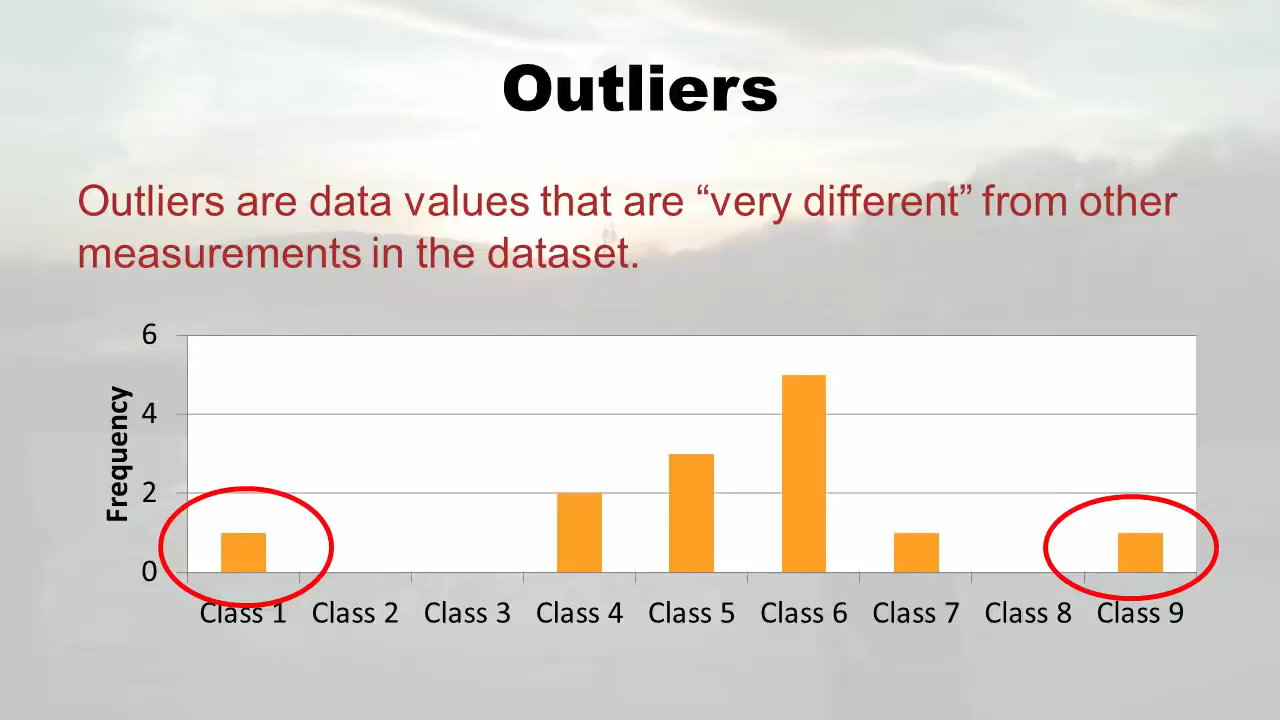 Outliers
Outliers are data values that are “very different” from other
measurements in the dataset.
6
4
2
0
Frequency
Class 1 Class 2 Class 3 Class 4 Class 5 Class 6 Class 7 Class 8 Class 9